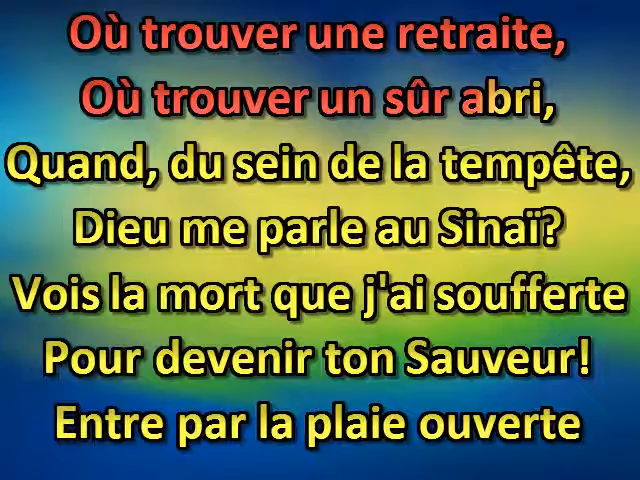 Où trouver une retraite,
Où trouver un sûr abri,
Quand, du sein de la tempête,
Dieu me parle au Sinaï?
Vois la mort que j'ai soufferte
Pour devenir ton Sauveur!
Entre par la plaie ouverte